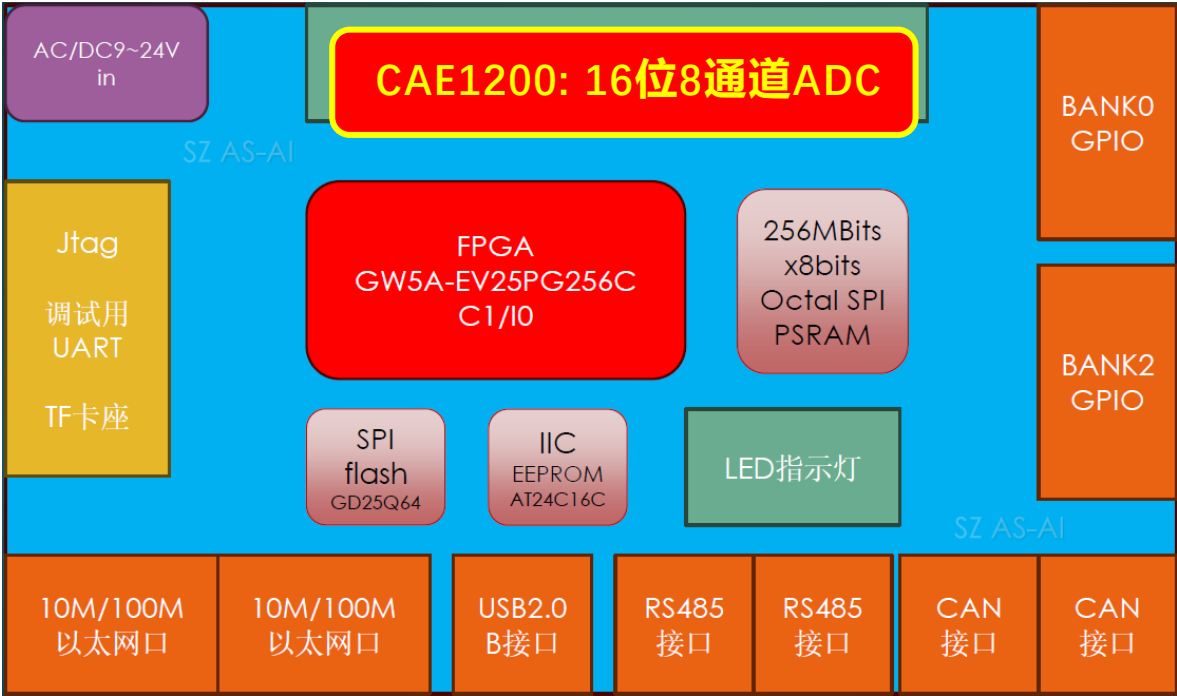 AC/DC9~24V
in
CAE1200: 16位8通道ADC
BANK0
GPIO
SZ AS-AI
Jtag
调试用
UART
TF卡座
FPGA
GW5A-EV25PG256C
C1/I0
256MBits
x8bits
Octal SPI
PSRAM
BANK2
GPIO
SPI
flash
GD25Q64
IIC
EEPROM
AT24C16C
LED指示灯
SZ AS-AI
10M/100M
以太网口
10M/100M
以太网口
USB2.0
B接口
RS485
接口
RS485
接口
CAN
接口
CAN
接口